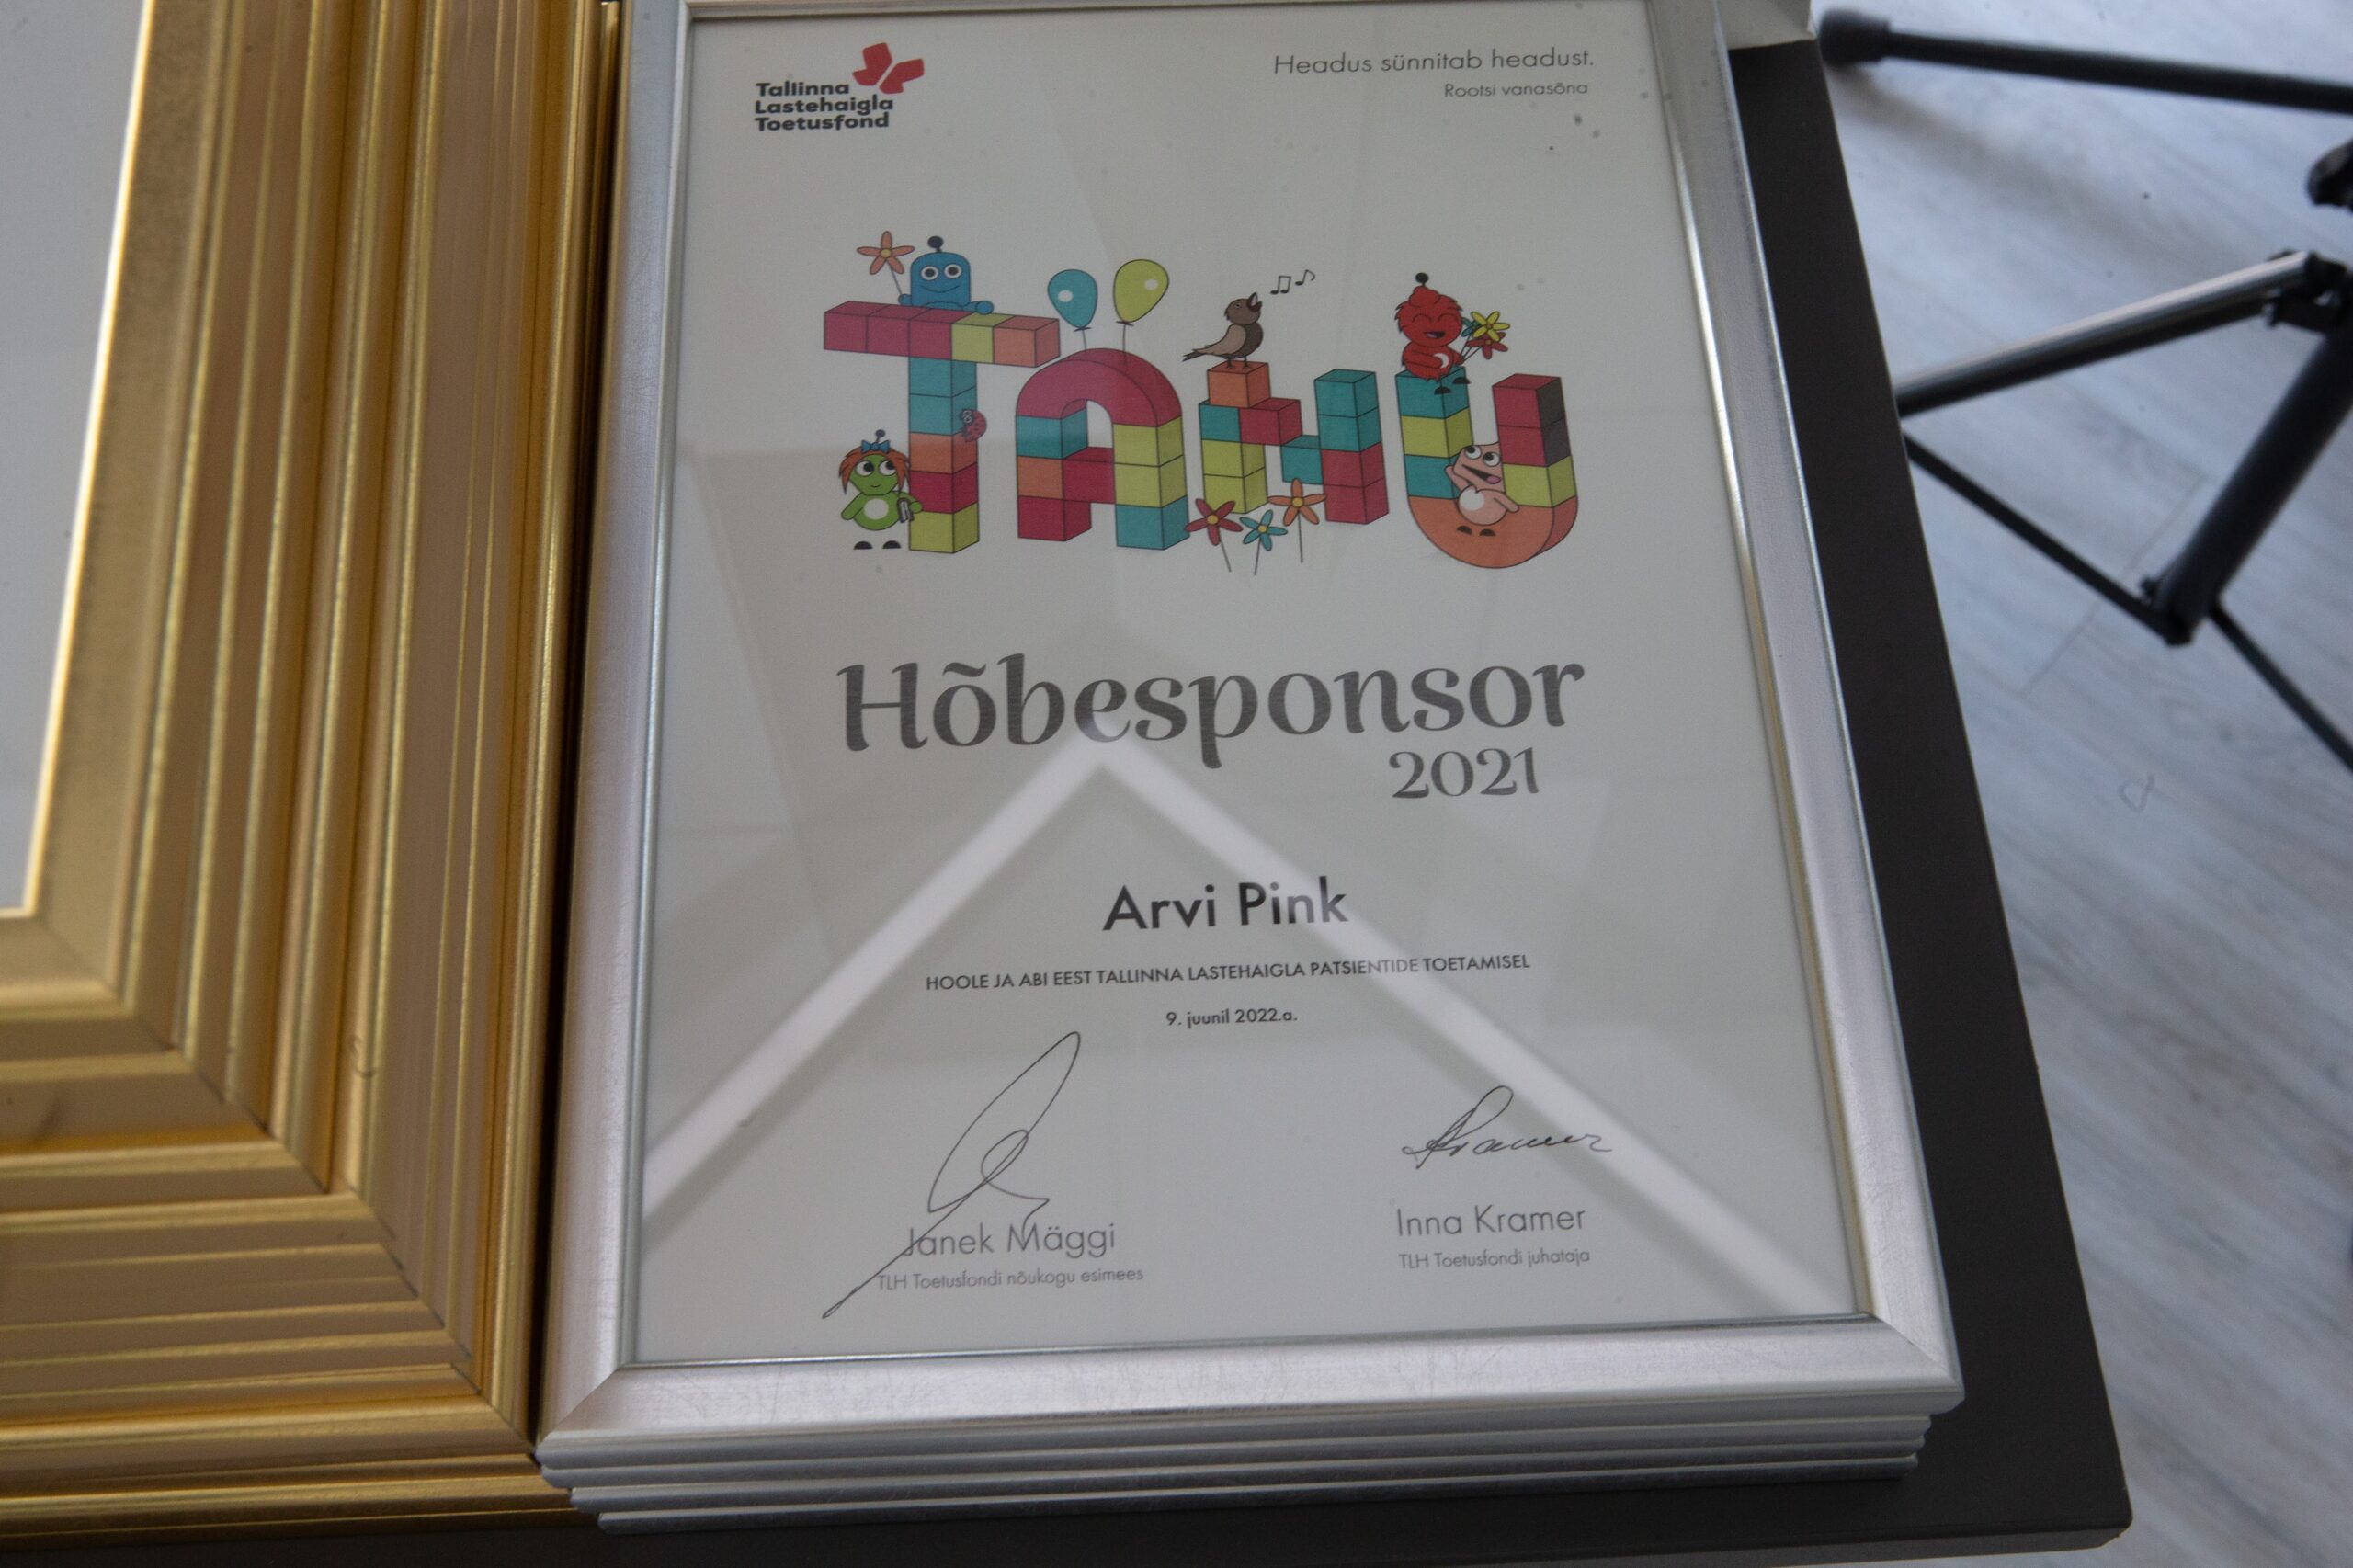 Tallinna
Lastehaigla
Toetusfond
Headus sünnitab headust.
Rootsi vanasõna
TÄNU
Hõbesponsor
2021
Arvi Pink
HOOLE JA ABI EEST TALLINNA LASTEHAIGLA PATSIENTIDE TOETAMISEL
9. juunil 2022.a.
Kramer
Janek Mäggi
TLH Toetusfondi nõukogu esimees
Inna Kramer
TLH Toetusfondi juhataja